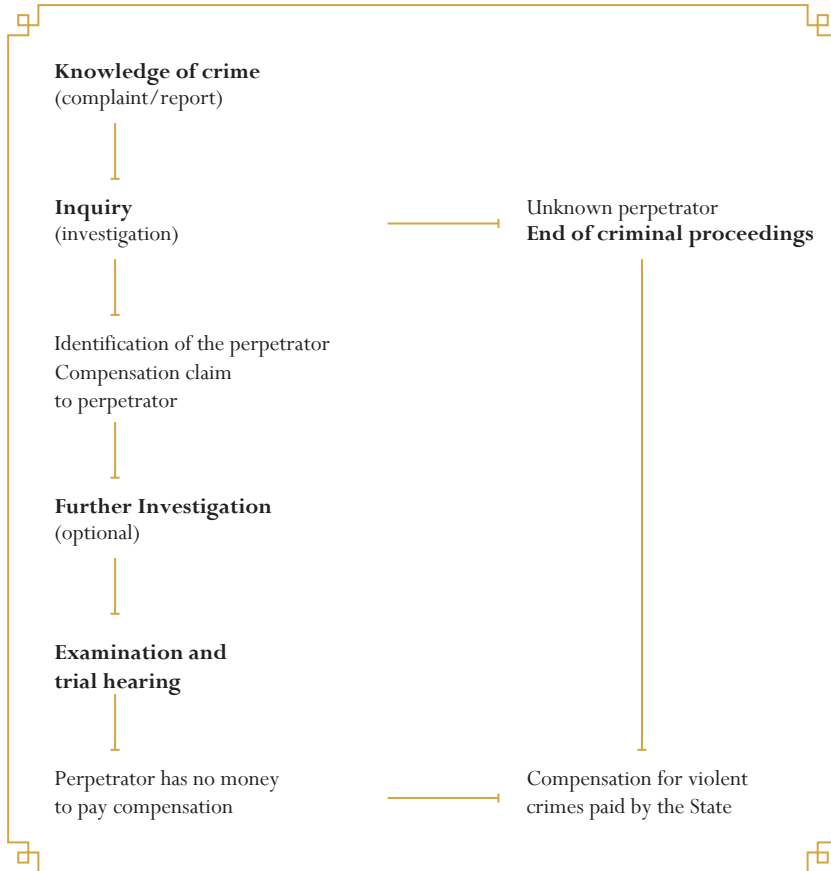 Knowledge of crime
(complaint/report)
Inquiry
(investigation)
Unknown perpetrator
End of criminal proceedings
Identification of the perpetrator
Compensation claim
to perpetrator
Further Investigation
(optional)
Examination and
trial hearing
Perpetrator has no money
to pay compensation
Compensation for violent
crimes paid by the State